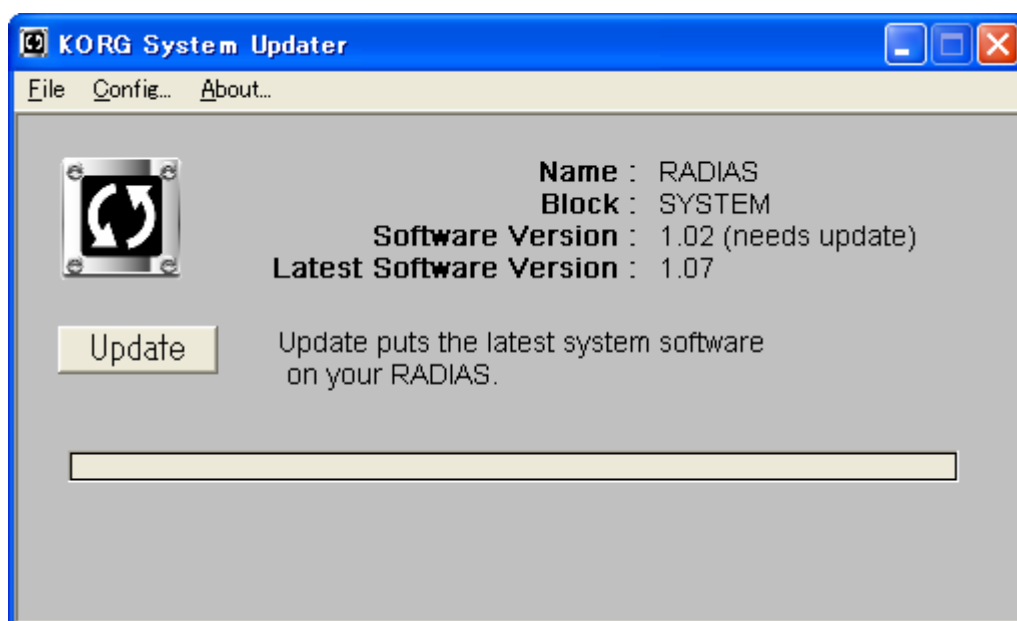 KORG System Updater
File Config... About...
Name : RADIAS
Block : SYSTEM
Software Version : 1.02 (needs update)
Latest Software Version : 1.07
Update
Update puts the latest system software
on your RADIAS.